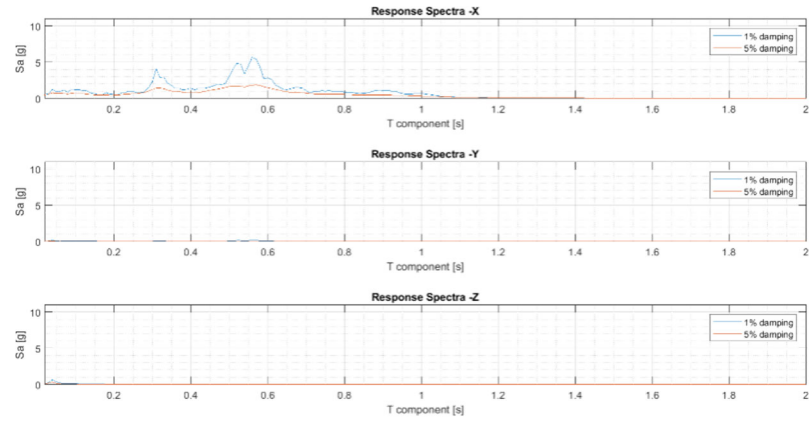 Response Spectra -X
10
5
0
Sa [g]
1% damping
5% damping
0.2 0.4 0.6 0.8 1 1.2 1.4 1.6 1.8 2
T component [s]
Response Spectra -Y
10
5
0
Sa [g]
1% damping
5% damping
0.2 0.4 0.6 0.8 1 1.2 1.4 1.6 1.8 2
T component [s]
Response Spectra -Z
10
5
0
Sa [g]
1% damping
5% damping
0.2 0.4 0.6 0.8 1 1.2 1.4 1.6 1.8 2
T component [s]